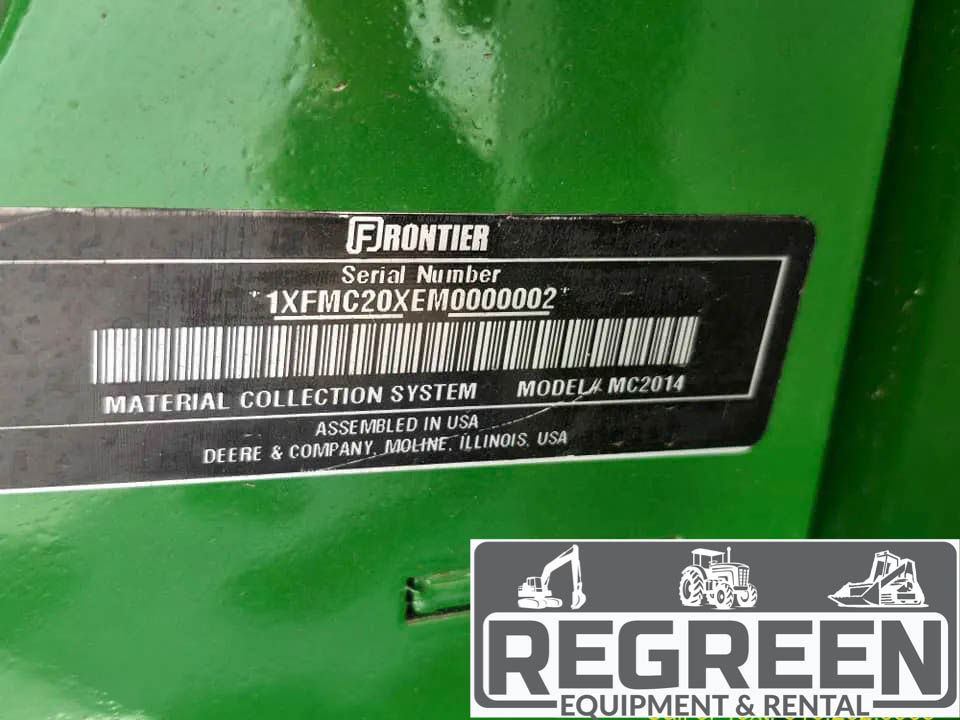 FRONTIER
Serial Number
*1XFMC20XEM0000002*
MATERIAL COLLECTION SYSTEM MODEL# MC2014
ASSEMBLED IN USA
DEERE & COMPANY, MOLINE, ILLINOIS, USA
REGREEN
EQUIPMENT & RENTAL